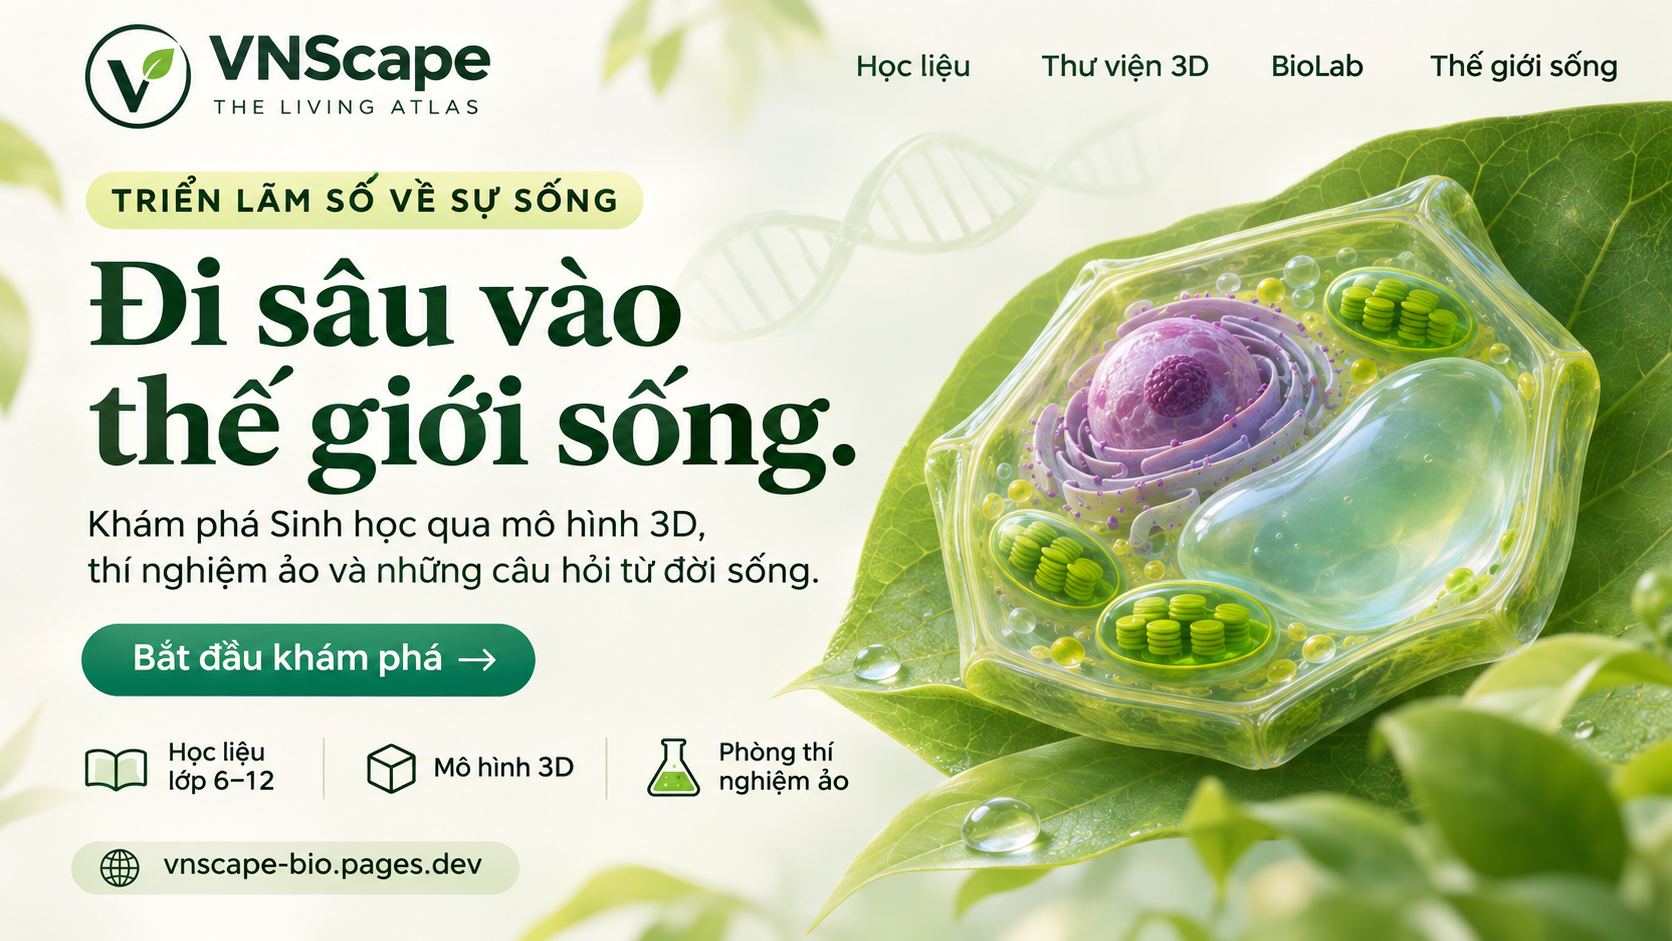 VNScape
THE LIVING ATLAS
Học liệu
Thư viện 3D
BioLab
Thế giới sống
TRIỂN LÃM SỐ VỀ SỰ SỐNG
Đi sâu vào
thế giới sống.
Khám phá Sinh học qua mô hình 3D,
thí nghiệm ảo và những câu hỏi từ đời sống.
Bắt đầu khám phá →
Học liệu
lớp 6–12
Mô hình 3D
Phòng thí
nghiệm ảo
vnscape-bio.pages.dev